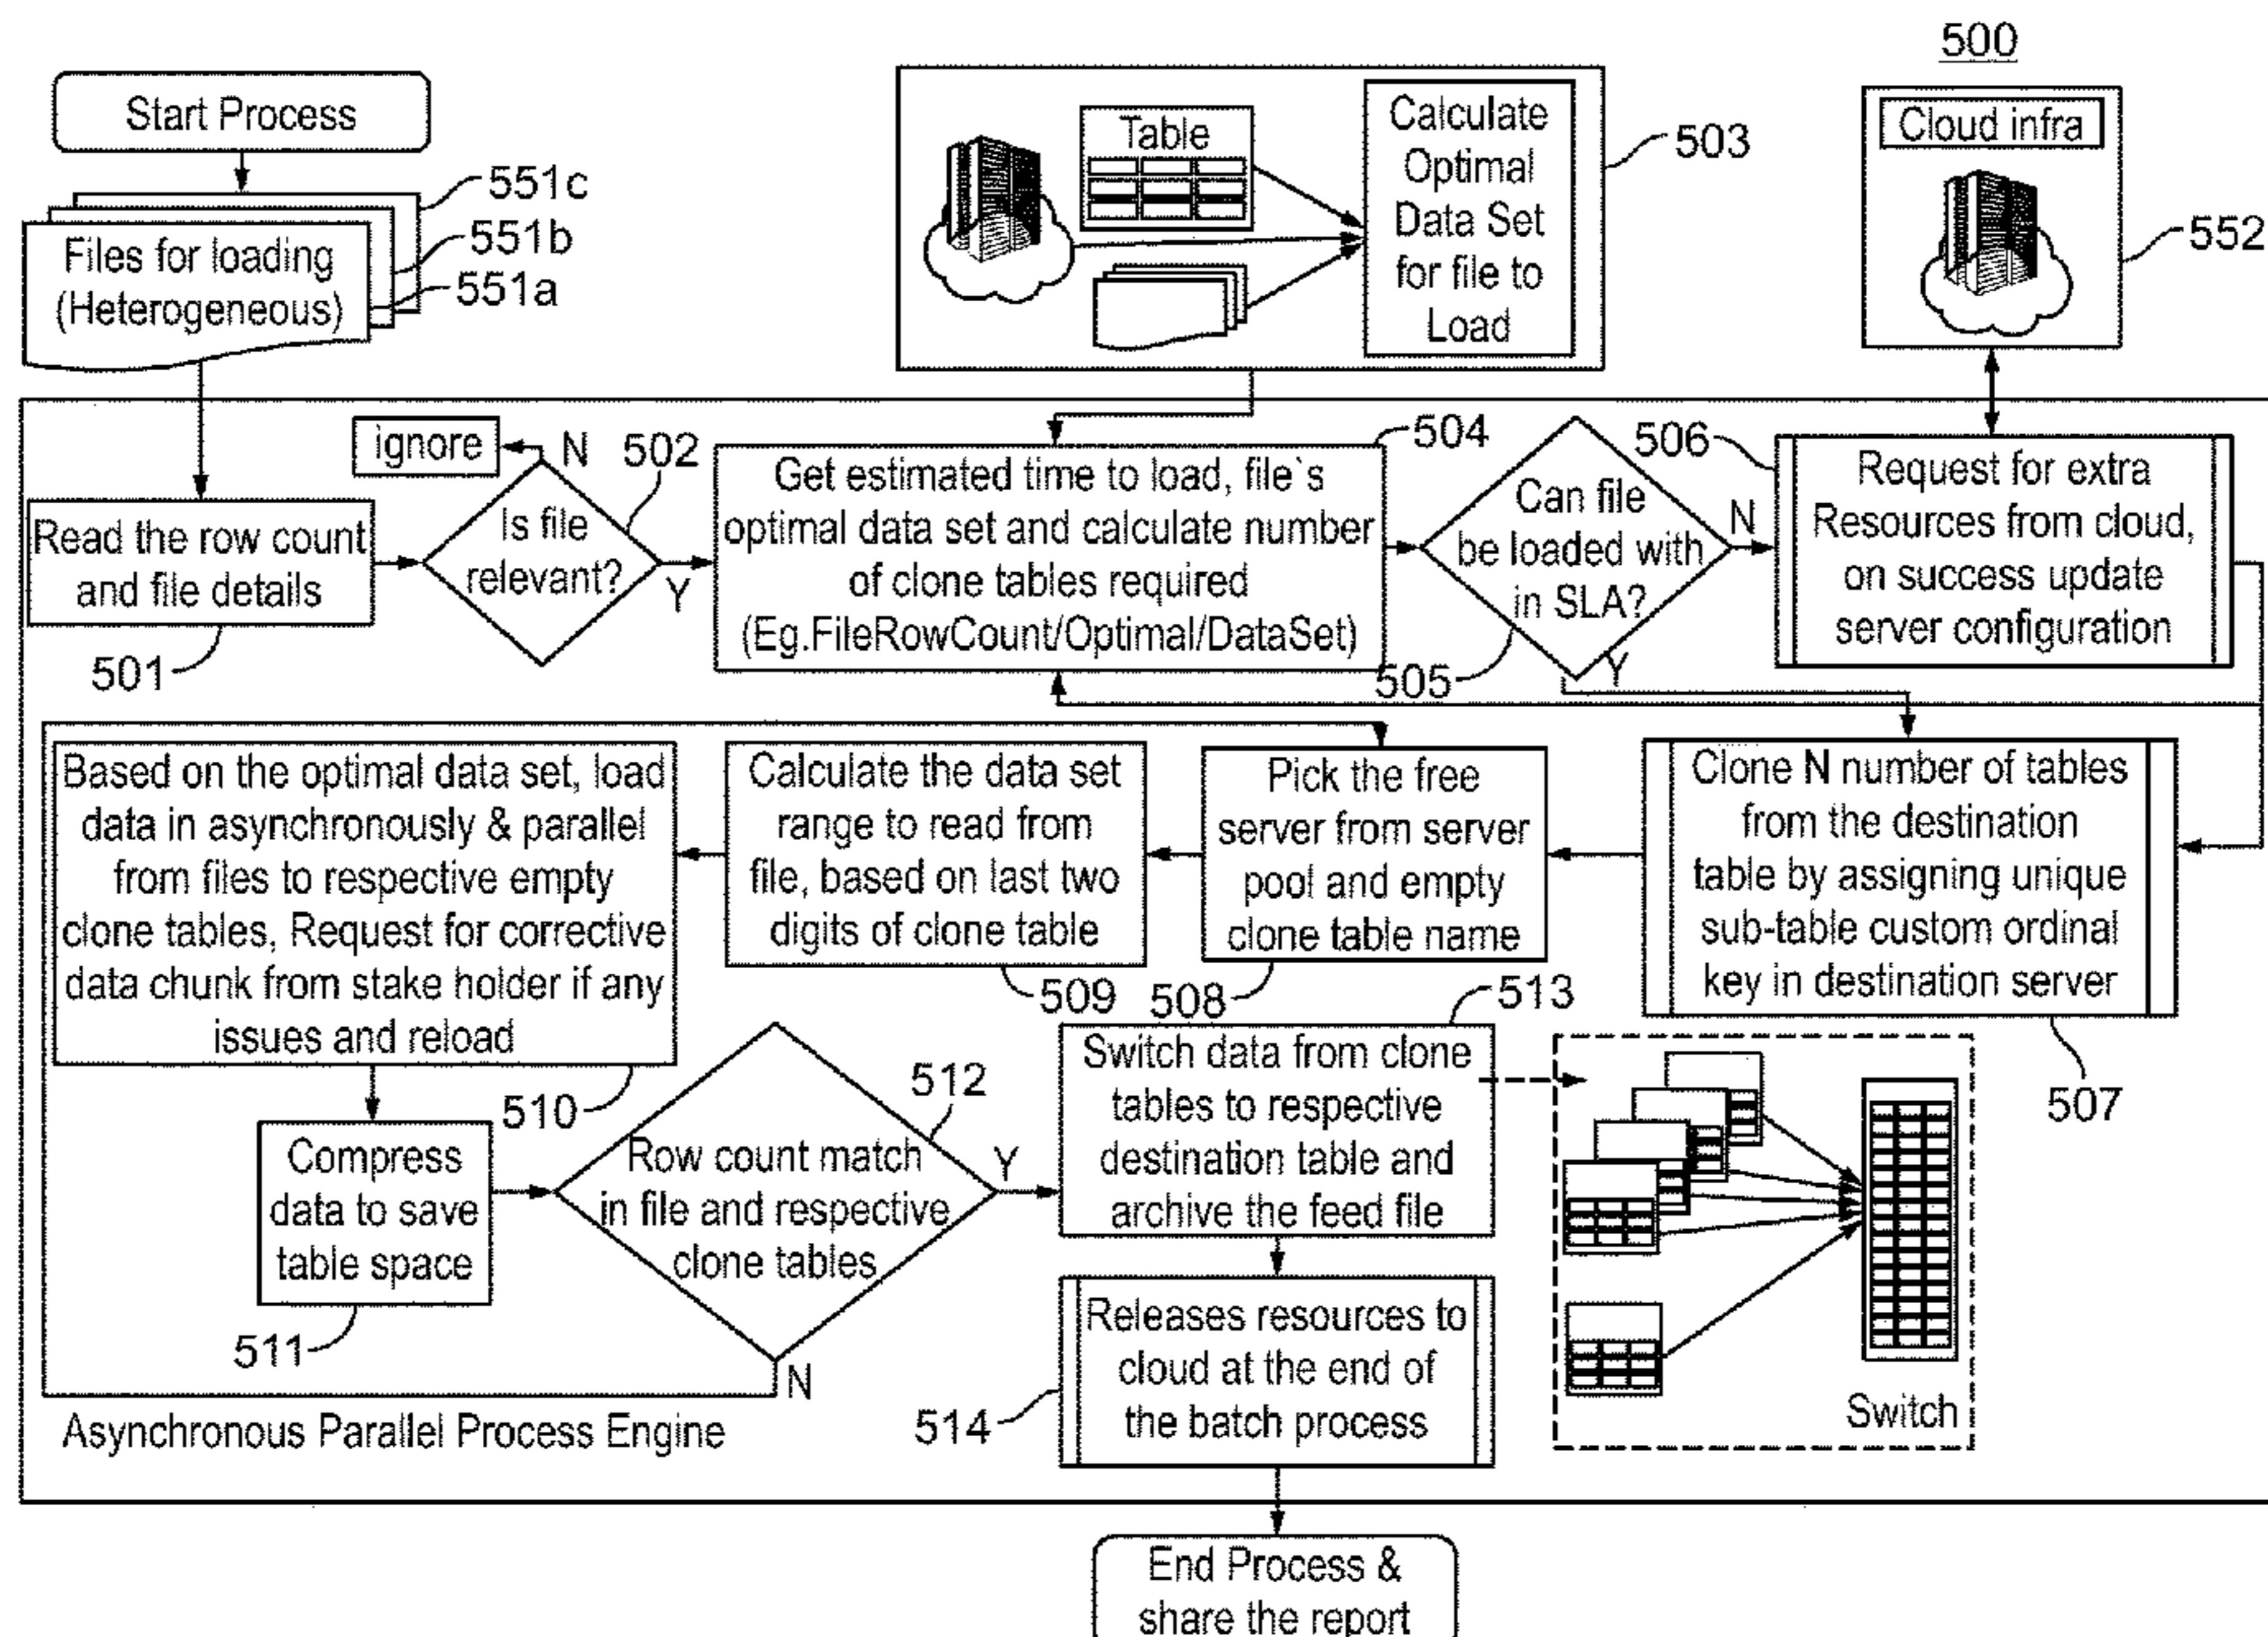 500
Start Process
551c
551b
551a
Files for loading
(Heterogeneous)
Table
Calculate
Optimal
Data Set
for file to
Load
503
Cloud infra
552
ignore
N
502
Is file
relevant?
Y
Read the row count
and file details
501
504
Get estimated time to load, file`s
optimal data set and calculate number
of clone tables required
(Eg.FileRowCount/Optimal/DataSet)
Can file
be loaded with
in SLA?
N
Y
505
506
Request for extra
Resources from cloud,
on success update
server configuration
Based on the optimal data set, load
data in asynchronously & parallel
from files to respective empty
clone tables, Request for corrective
data chunk from stake holder if any
issues and reload
510
Calculate the data set
range to read from
file, based on last two
digits of clone table
509
Pick the free
server from server
pool and empty
clone table name
508
Clone N number of tables
from the destination
table by assigning unique
sub-table custom ordinal
key in destination server
507
Compress
data to save
table space
511
512
Row count match
in file and respective
clone tables
Y
N
513
Switch data from clone
tables to respective
destination table and
archive the feed file
Releases resources to
cloud at the end of
the batch process
514
Switch
Asynchronous Parallel Process Engine
End Process &
share the report